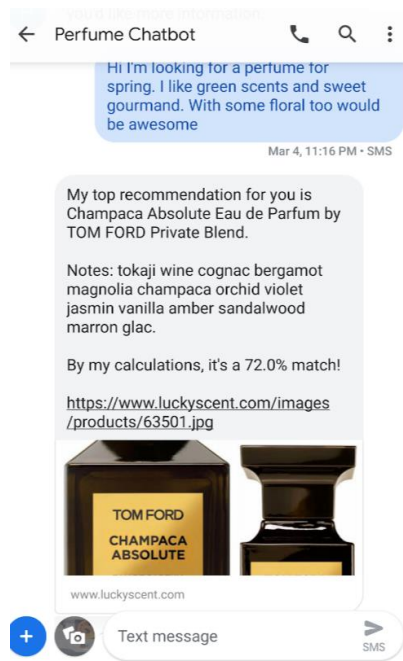 you'd like more information.
Perfume Chatbot
Hi I'm looking for a perfume for
spring. I like green scents and sweet
gourmand. With some floral too would
be awesome
Mar 4, 11:16 PM • SMS
My top recommendation for you is
Champaca Absolute Eau de Parfum by
TOM FORD Private Blend.
Notes: tokaji wine cognac bergamot
magnolia champaca orchid violet
jasmin vanilla amber sandalwood
marron glac.
By my calculations, it's a 72.0% match!
https://www.luckyscent.com/images
/products/63501.jpg
TOM FORD
CHAMPACA
ABSOLUTE
www.luckyscent.com
Text message
SMS